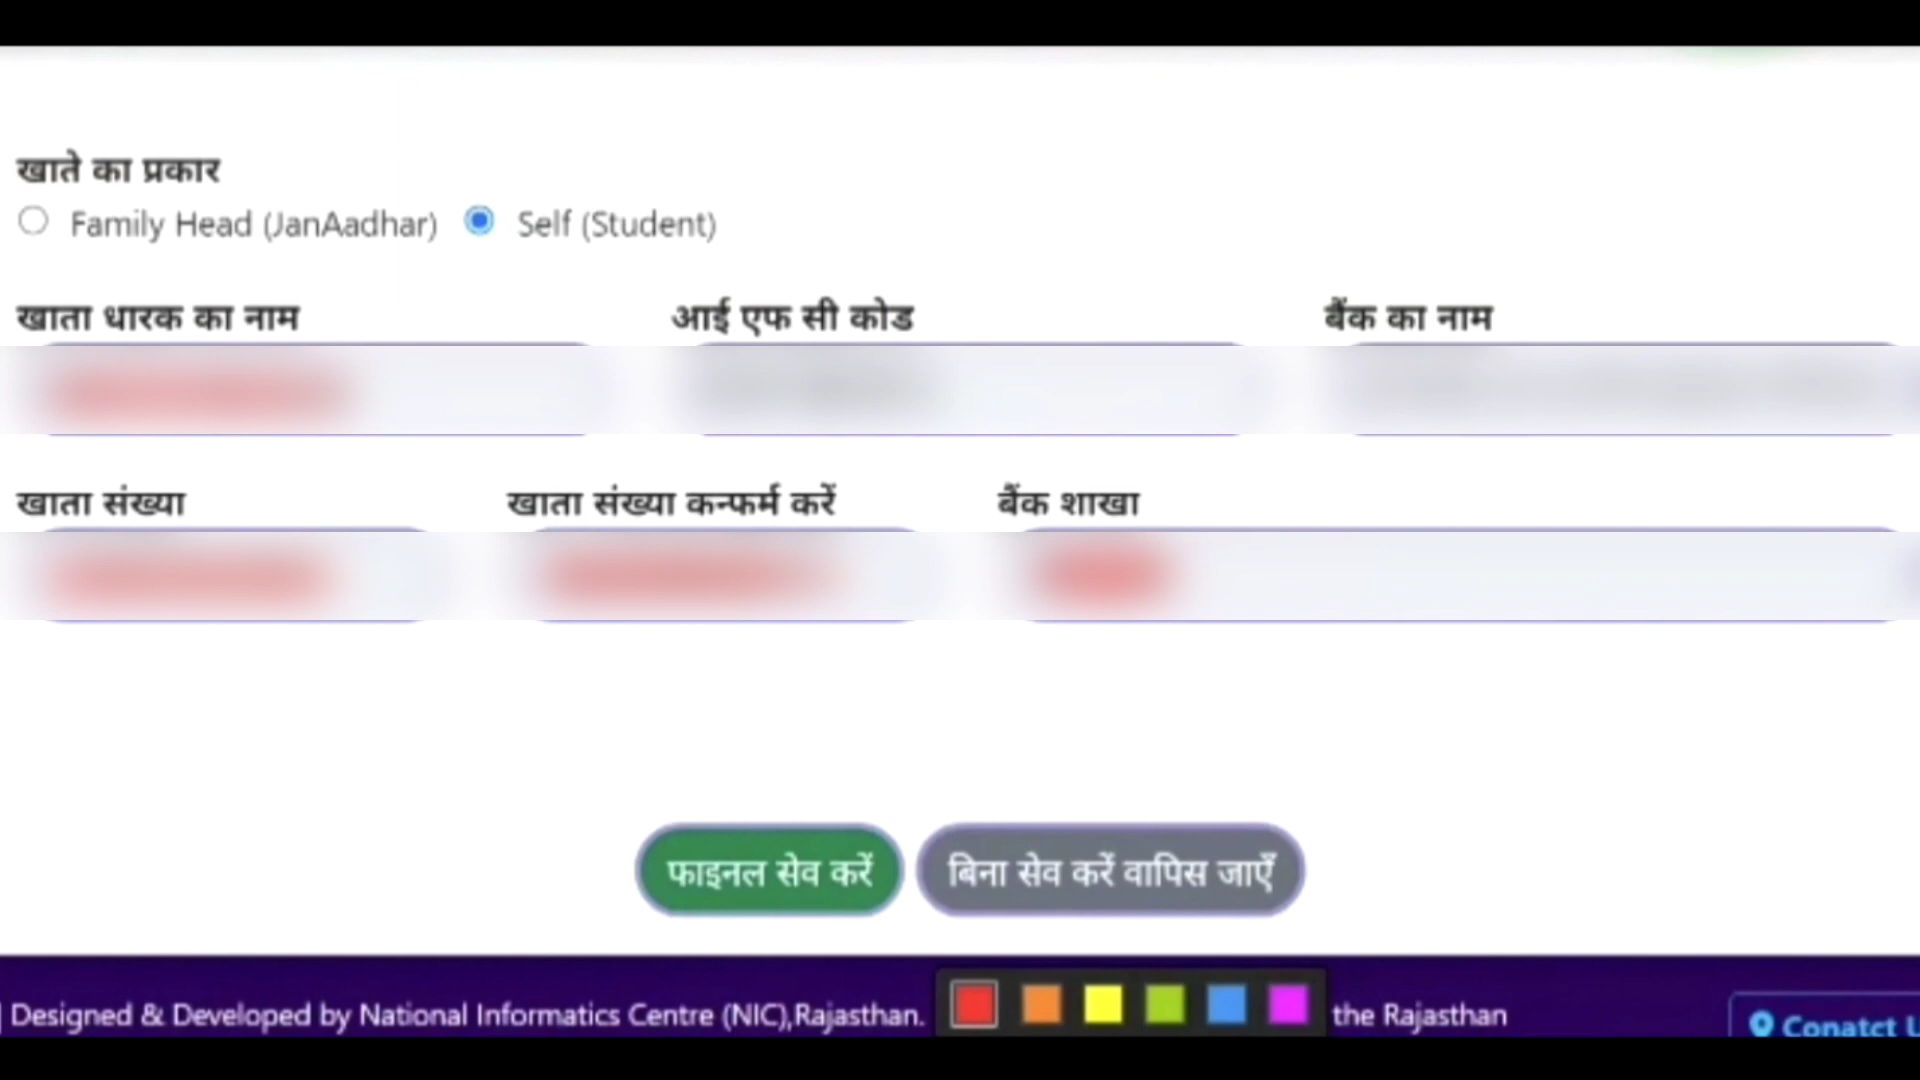 खाते का प्रकार
Family Head (JanAadhar) Self (Student)
खाता धारक का नाम आई एफ सी कोड बैंक का नाम
खाता संख्या खाता संख्या कन्फर्म करें बैंक शाखा
फाइनल सेव करें बिना सेव करें वापिस जाएँ
| Designed & Developed by National Informatics Centre (NIC),Rajasthan. the Rajasthan
Conatct U